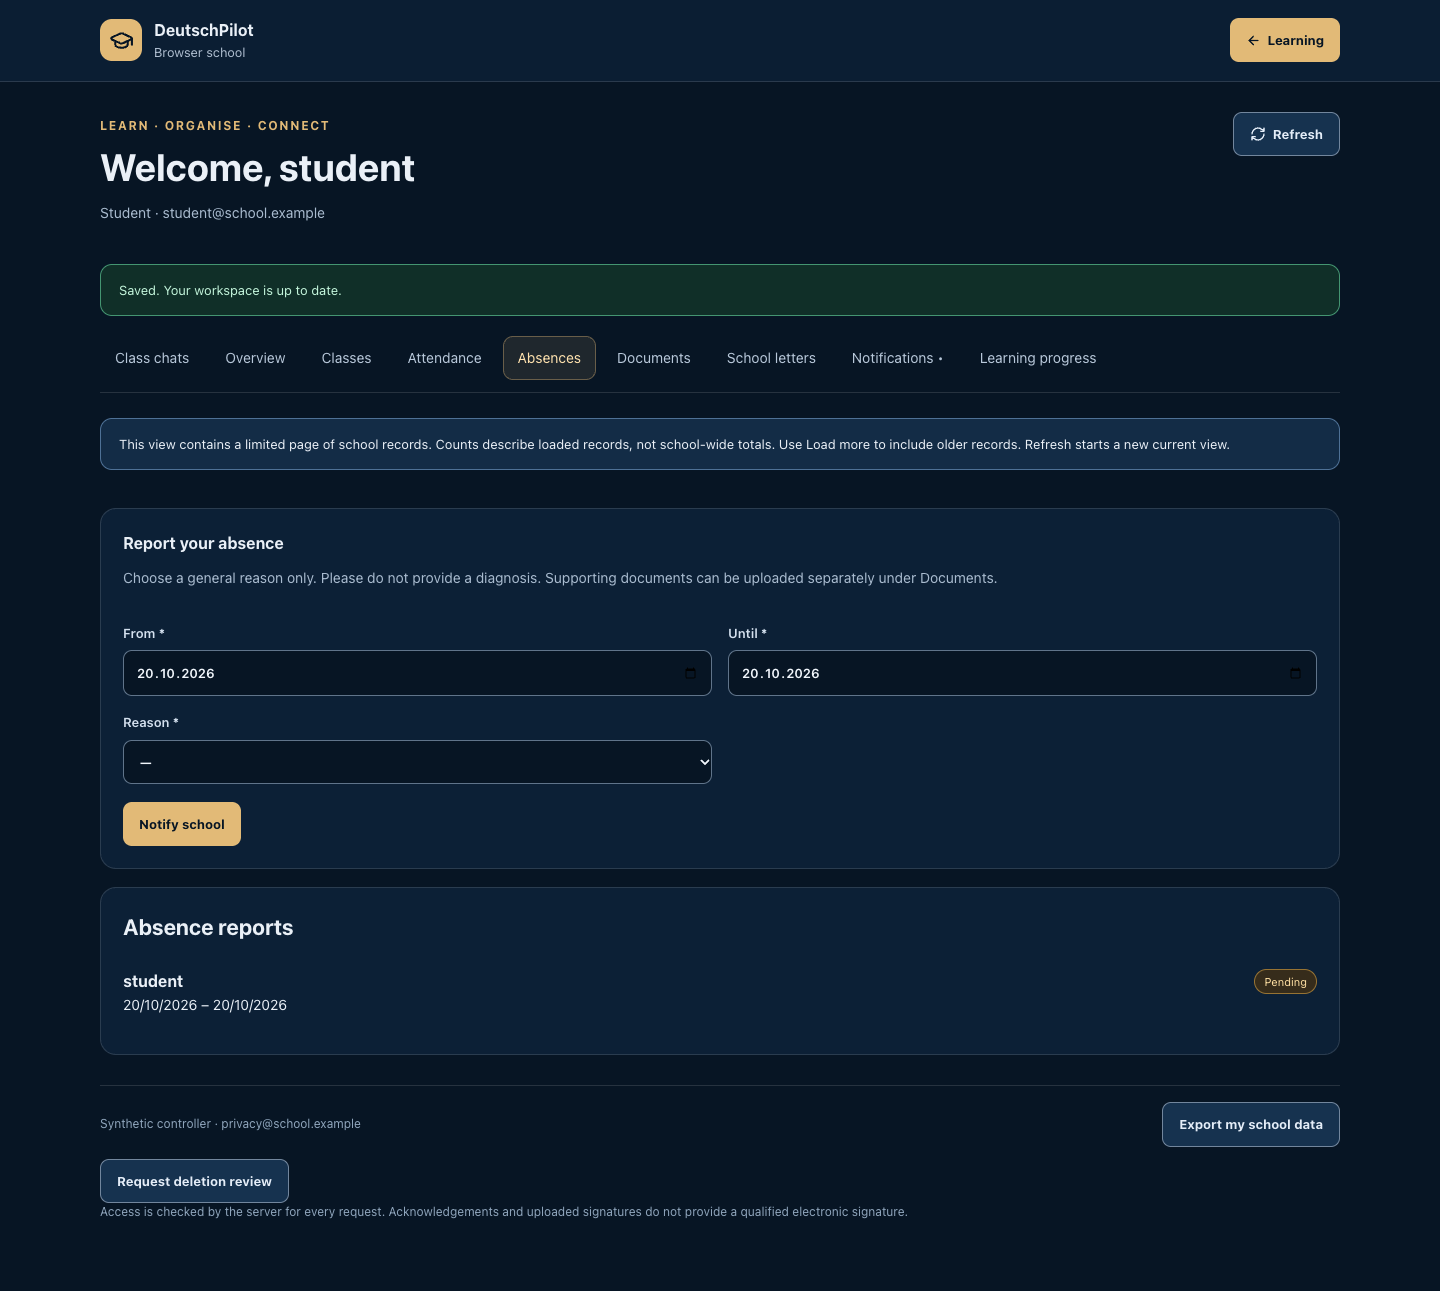 DeutschPilot
Browser school
Learning
LEARN · ORGANISE · CONNECT
Welcome, student
Student · student@school.example
Refresh
Saved. Your workspace is up to date.
Class chats Overview Classes Attendance Absences Documents School letters Notifications • Learning progress
This view contains a limited page of school records. Counts describe loaded records, not school-wide totals. Use Load more to include older records. Refresh starts a new current view.
Report your absence
Choose a general reason only. Please do not provide a diagnosis. Supporting documents can be uploaded separately under Documents.
From * Until *
20.10.2026 20.10.2026
Reason *
—
Notify school
Absence reports
student Pending
20/10/2026 – 20/10/2026
Synthetic controller · privacy@school.example
Export my school data
Request deletion review
Access is checked by the server for every request. Acknowledgements and uploaded signatures do not provide a qualified electronic signature.